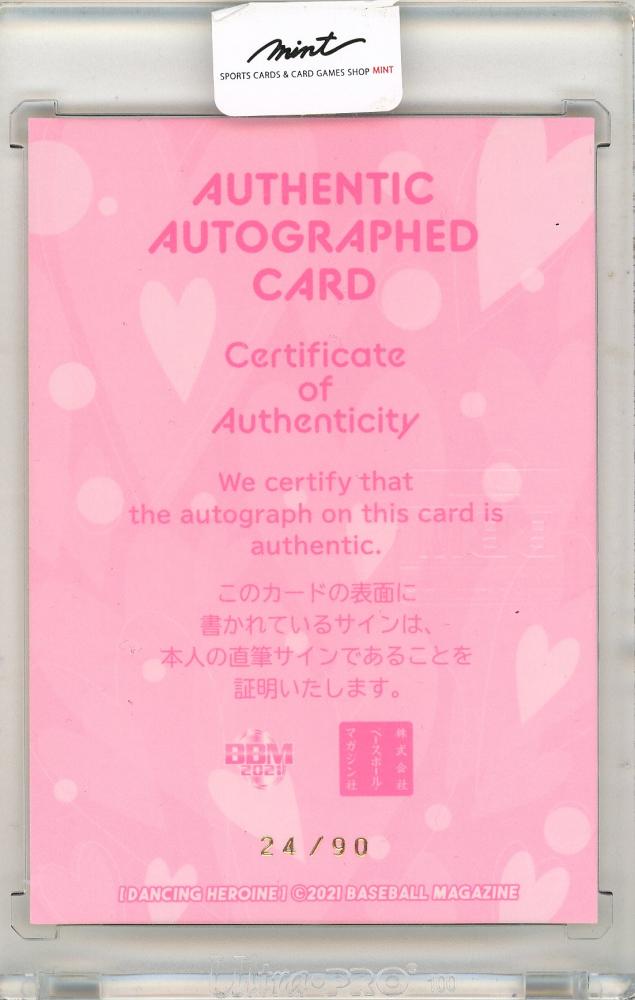 mint
SPORTS CARDS & CARD GAMES SHOP MINT
AUTHENTIC
AUTOGRAPHED
CARD
Certificate
of
Authenticity
We certify that
the autograph on this card is
authentic.
このカードの表面に
書かれているサインは、
本人の直筆サインであることを
証明いたします。
BBM
2021
株式会社
ベースボール
マガジン社
24/90
[DANCING HEROINE] ©2021 BASEBALL MAGAZINE
Ultra·PRO® 100